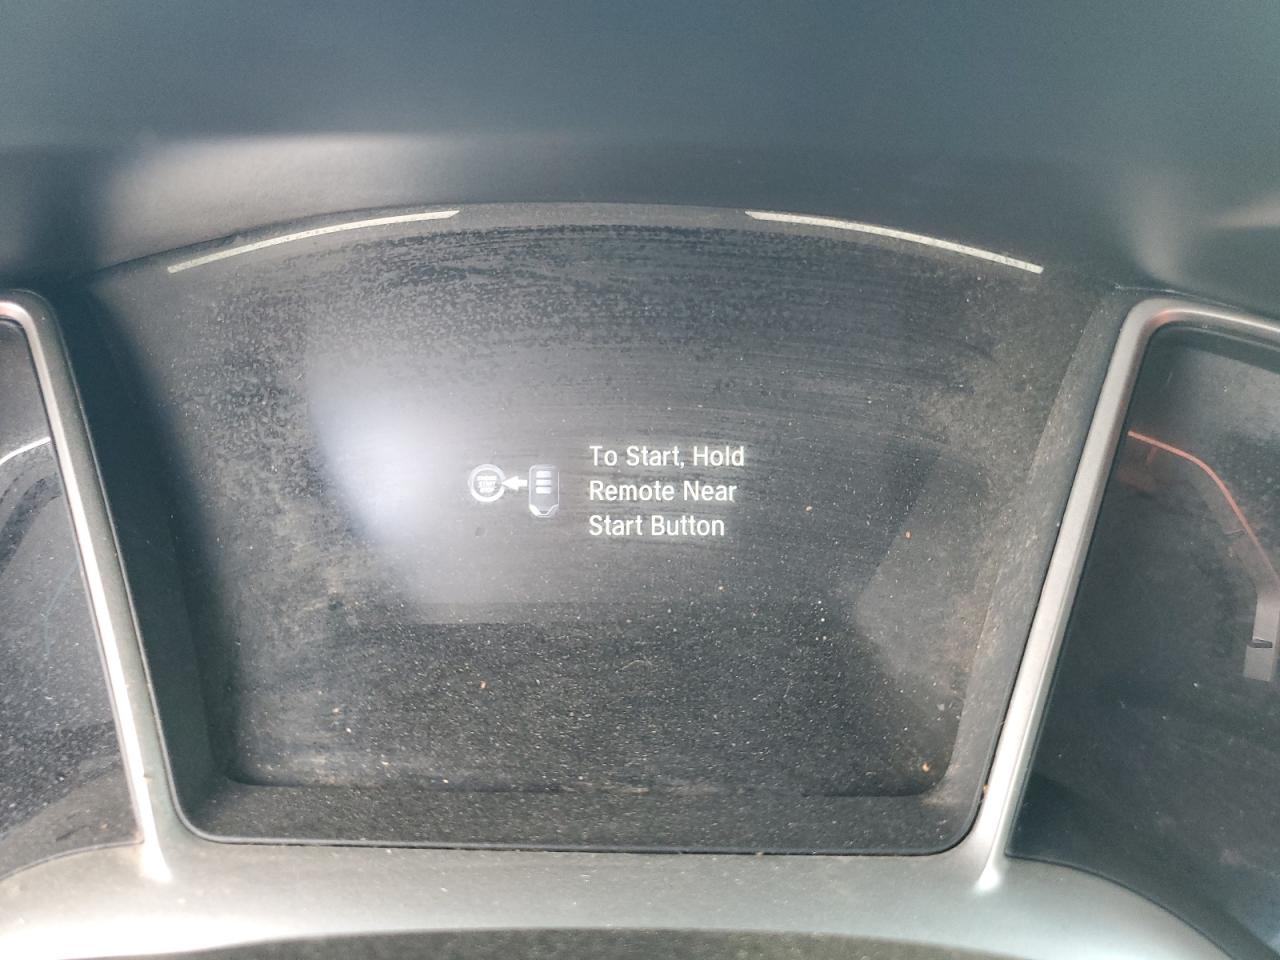 To Start, Hold
Remote Near
Start Button